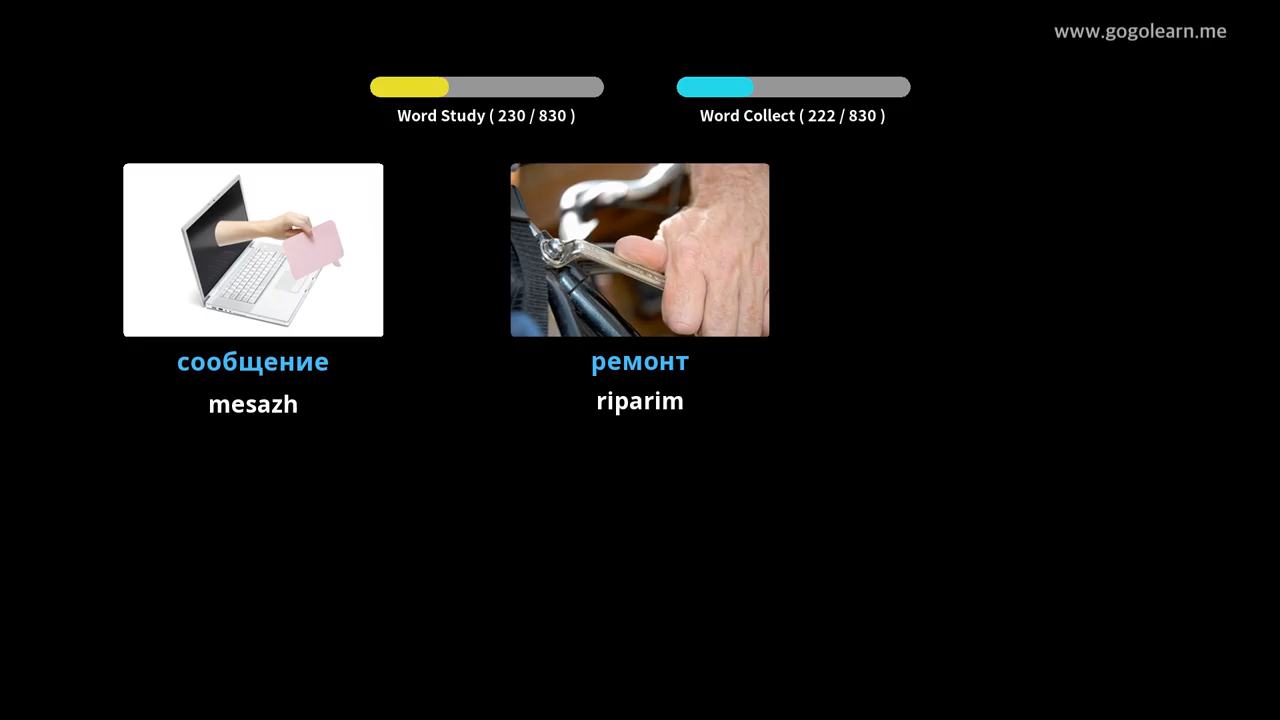 www.gogolearn.me
Word Study ( 230 / 830 )
Word Collect ( 222 / 830 )
сообщение
ремонт
mesazh
riparim